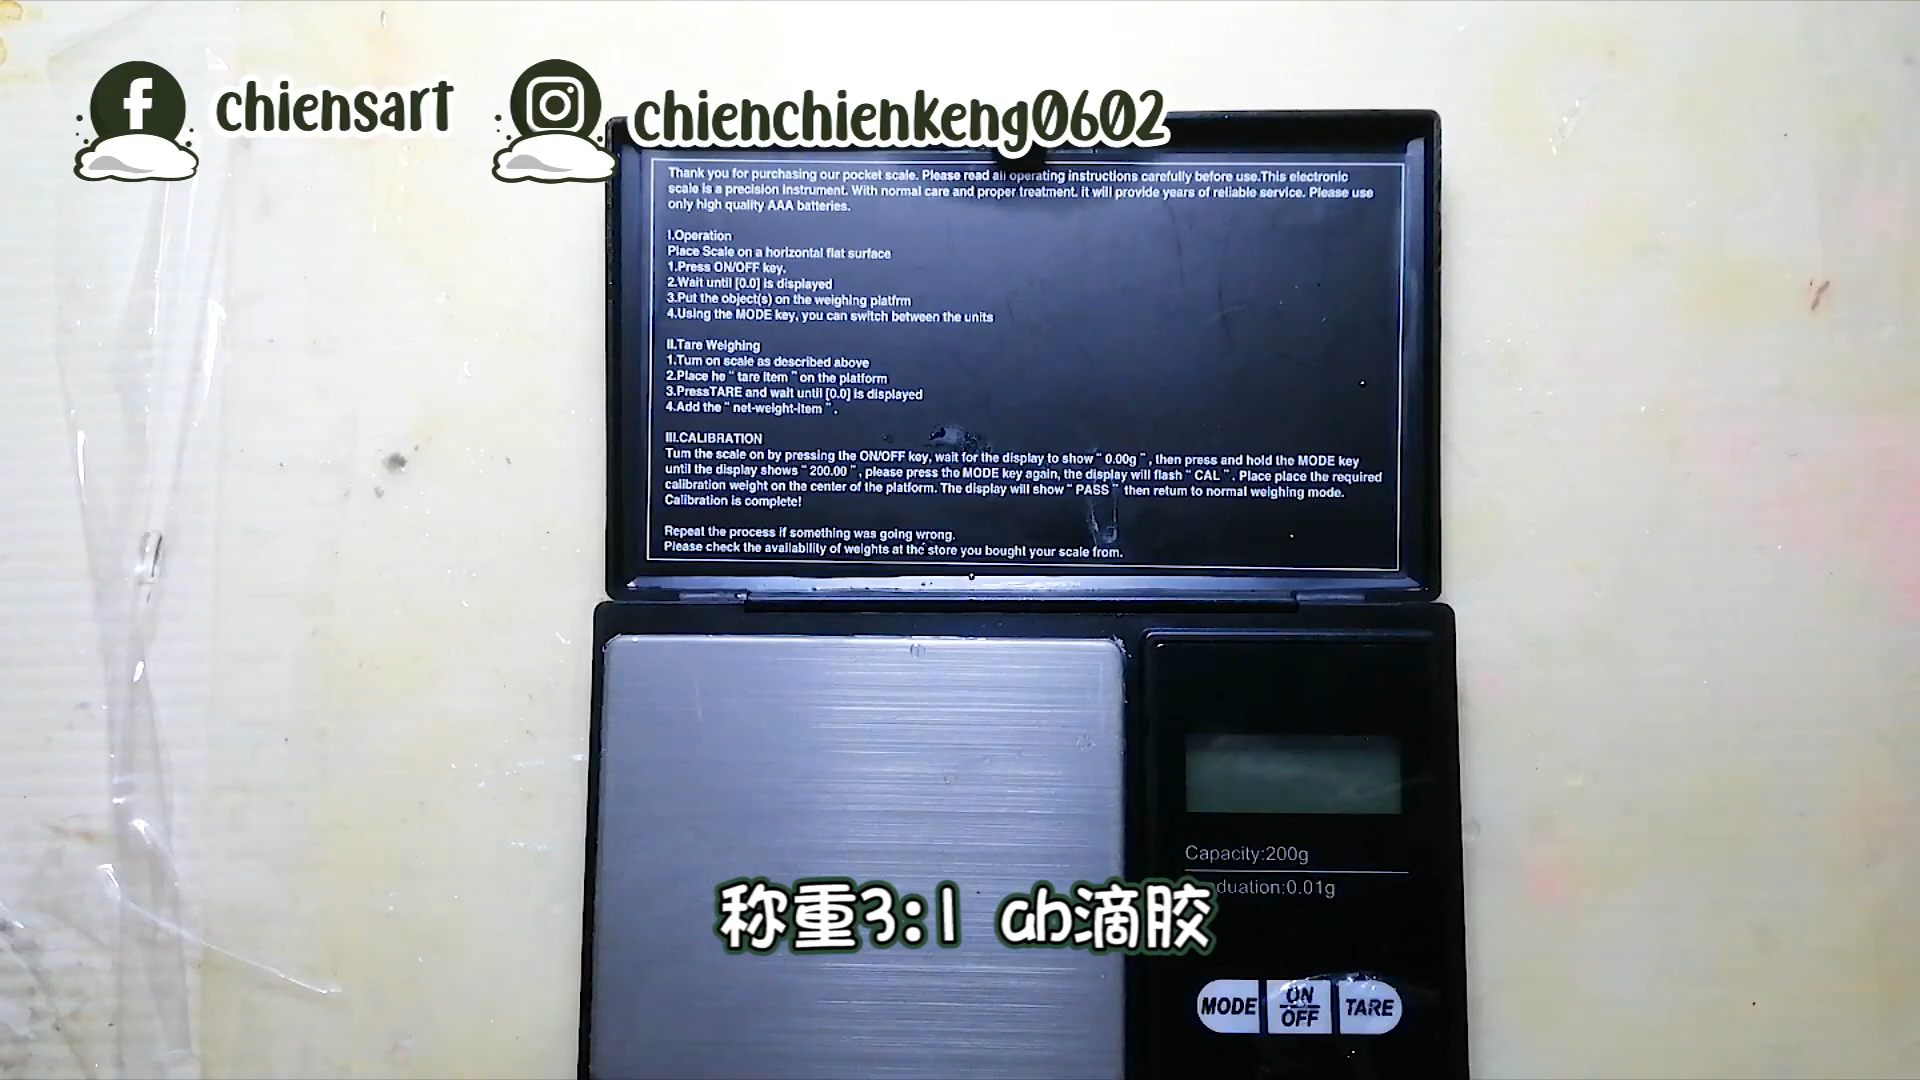 chiensart
chienchienkeng0602
Thank you for purchasing our pocket scale. Please read all operating instructions carefully before use.This electronic
scale is a precision instrument. With normal care and proper treatment. it will provide years of reliable service. Please use
only high quality AAA batteries.
I.Operation
Place Scale on a horizontal flat surface
1.Press ON/OFF key.
2.Wait until [0.0] is displayed
3.Put the object(s) on the weighing platfrm
4.Using the MODE key, you can switch between the units
II.Tare Weighing
1.Turn on scale as described above
2.Place he " tare item " on the platform
3.PressTARE and wait until [0.0] is displayed
4.Add the " net-weight-item " .
III.CALIBRATION
Turn the scale on by pressing the ON/OFF key, wait for the display to show " 0.00g " , then press and hold the MODE key
until the display shows " 200.00 " , please press the MODE key again, the display will flash " CAL " . Place place the required
calibration weight on the center of the platform. The display will show " PASS " then return to normal weighing mode.
Calibration is complete!
Repeat the process if something was going wrong.
Please check the availability of weights at the store you bought your scale from.
Capacity:200g
duation:0.01g
称重3:1 ab滴胶
MODE ON/OFF TARE